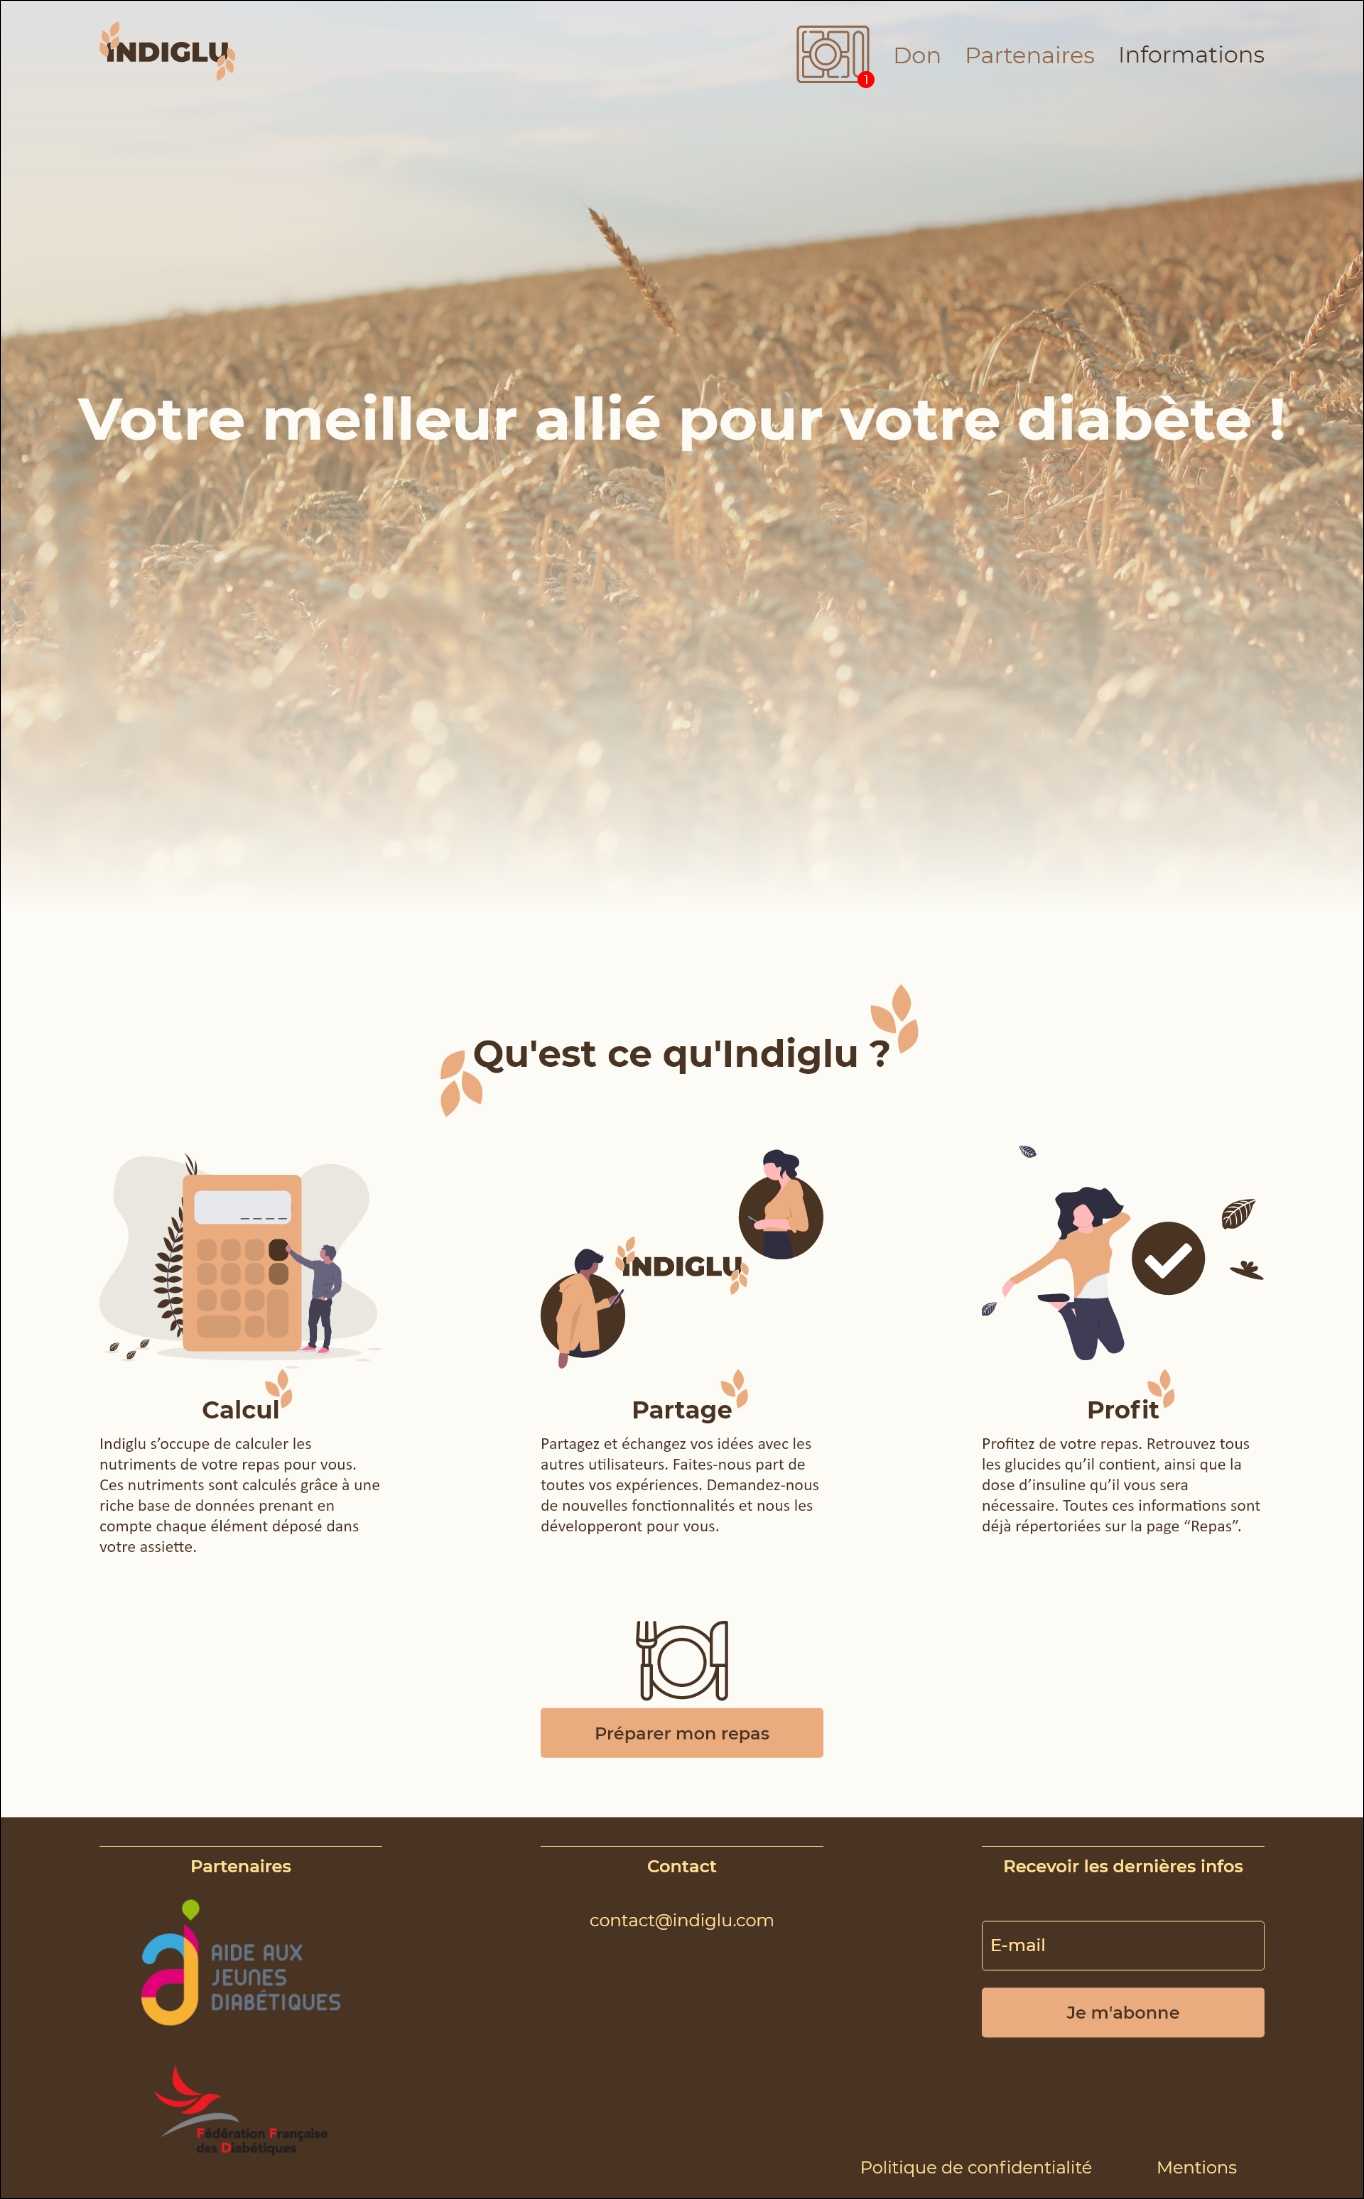 INDIGLU
1
Don
Partenaires
Informations
Votre meilleur allié pour votre diabète !
Qu'est ce qu'Indiglu ?
INDIGLU
Calcul
Indiglu s’occupe de calculer les
nutriments de votre repas pour vous.
Ces nutriments sont calculés grâce à une
riche base de données prenant en
compte chaque élément déposé dans
votre assiette.
Partage
Partagez et échangez vos idées avec les
autres utilisateurs. Faites-nous part de
toutes vos expériences. Demandez-nous
de nouvelles fonctionnalités et nous les
développeront pour vous.
Profit
Profitez de votre repas. Retrouvez tous
les glucides qu’il contient, ainsi que la
dose d’insuline qu’il vous sera
nécessaire. Toutes ces informations sont
déjà répertoriées sur la page “Repas”.
Préparer mon repas
Partenaires
AIDE AUX
JEUNES
DIABÉTIQUES
Fédération Française
des Diabétiques
Contact
contact@indiglu.com
Recevoir les dernières infos
E-mail
Je m'abonne
Politique de confidentialité
Mentions